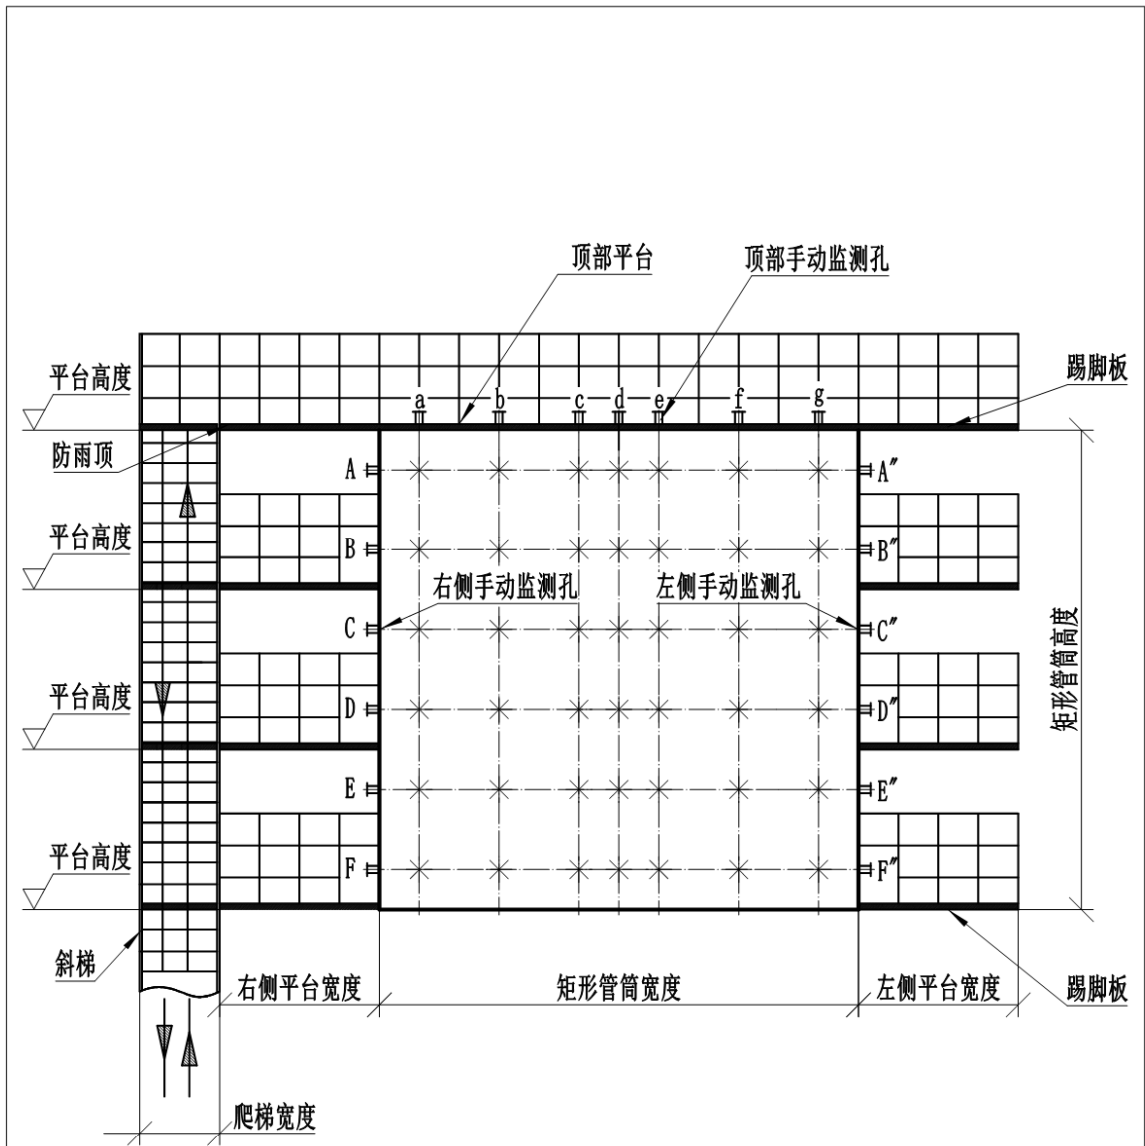 顶部平台
顶部手动监测孔
平台高度
踢脚板
a b c d e f g
防雨顶
A A″
平台高度
B B″
右侧手动监测孔
左侧手动监测孔
C C″
矩形管筒高度
平台高度
D D″
E E″
平台高度
F F″
斜梯
右侧平台宽度
矩形管筒宽度
左侧平台宽度
踢脚板
爬梯宽度